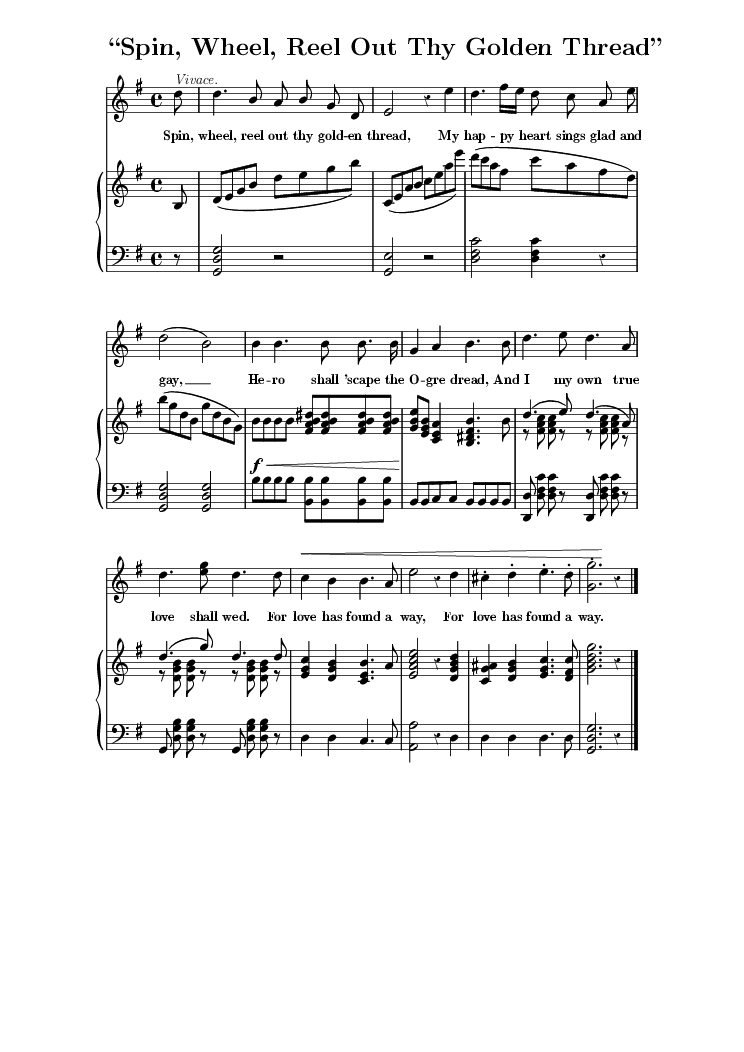 “Spin, Wheel, Reel Out Thy Golden Thread”
Vivace.
Spin, wheel, reel out thy gold-en thread, My hap - py heart sings glad and
gay, He - ro shall 'scape the O - gre dread, And I my own true
f
love shall wed. For love has found a way, For love has found a way.